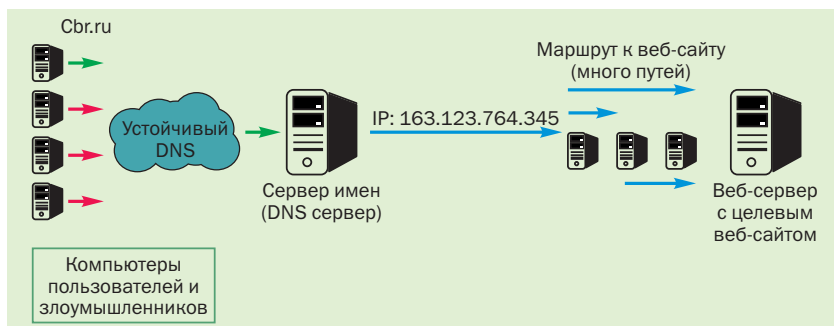 Cbr.ru
Устойчивый
DNS
Сервер имен
(DNS сервер)
IP: 163.123.764.345
Маршрут к веб-сайту
(много путей)
Веб-сервер
с целевым
веб-сайтом
Компьютеры
пользователей и
злоумышленников